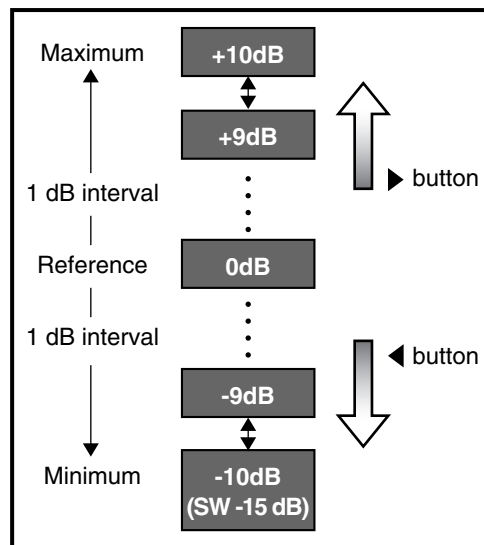 Maximum
+10dB
+9dB
▶ button
1 dB interval
Reference
0dB
1 dB interval
◀ button
-9dB
Minimum
-10dB
(SW -15 dB)